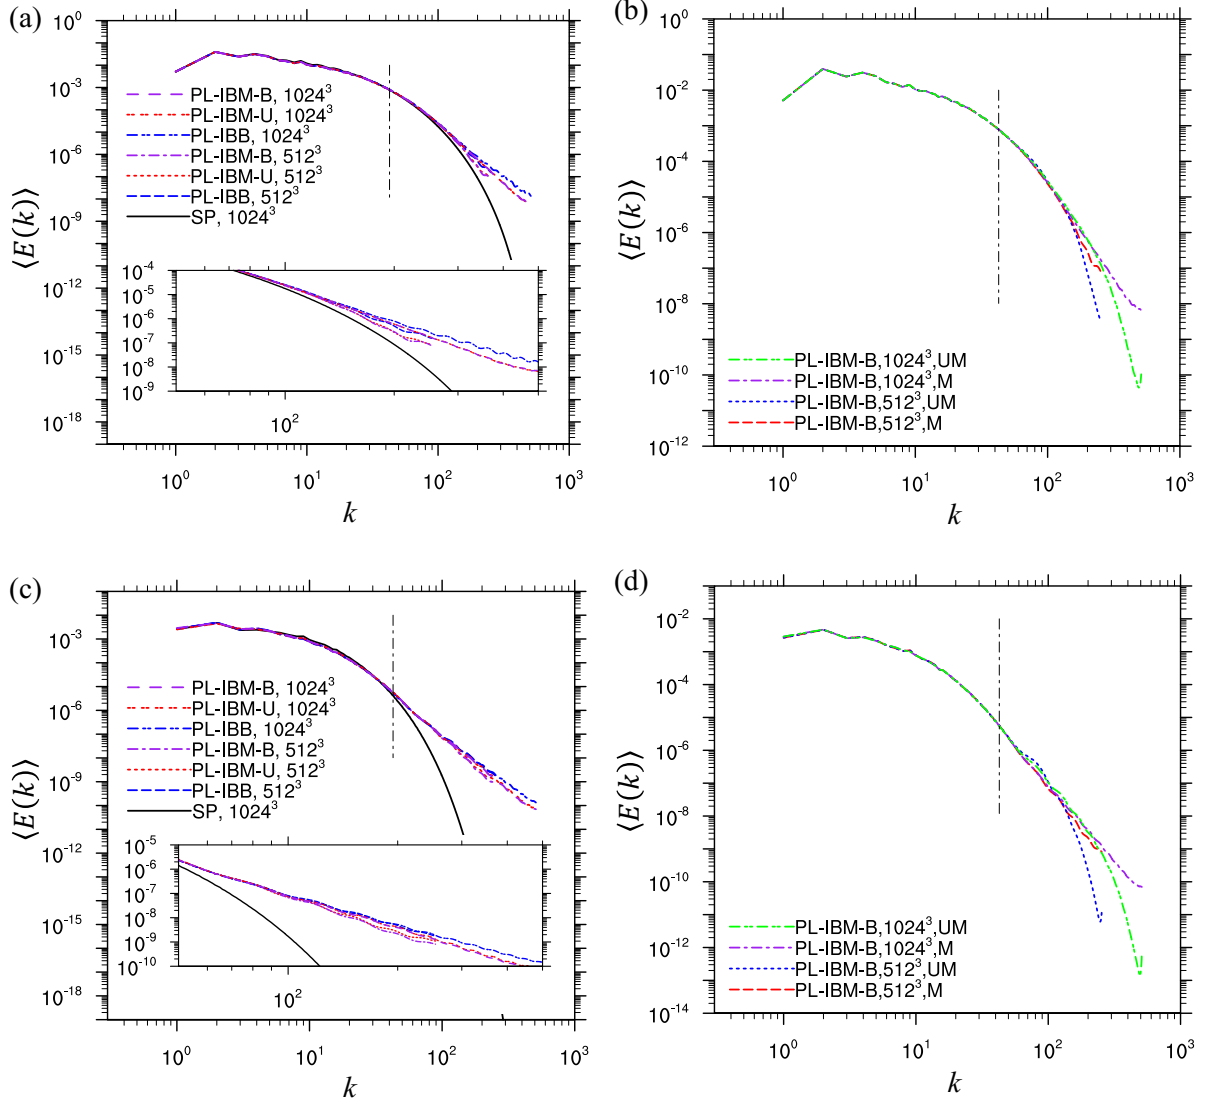 (a)
10^0
10^-3
10^-6
10^-9
10^-12
10^-15
10^-18
⟨E(k)⟩
PL-IBM-B, 1024^3
PL-IBM-U, 1024^3
PL-IBB, 1024^3
PL-IBM-B, 512^3
PL-IBM-U, 512^3
PL-IBB, 512^3
SP, 1024^3
10^-4
10^-5
10^-6
10^-7
10^-8
10^-9
10^2
10^0 10^1 10^2 10^3
k
(b)
10^0
10^-2
10^-4
10^-6
10^-8
10^-10
10^-12
⟨E(k)⟩
PL-IBM-B,1024^3,UM
PL-IBM-B,1024^3,M
PL-IBM-B,512^3,UM
PL-IBM-B,512^3,M
10^0 10^1 10^2 10^3
k
(c)
10^-3
10^-6
10^-9
10^-12
10^-15
10^-18
⟨E(k)⟩
PL-IBM-B, 1024^3
PL-IBM-U, 1024^3
PL-IBB, 1024^3
PL-IBM-B, 512^3
PL-IBM-U, 512^3
PL-IBB, 512^3
SP, 1024^3
10^-5
10^-6
10^-7
10^-8
10^-9
10^-10
10^2
10^0 10^1 10^2 10^3
k
(d)
10^-2
10^-4
10^-6
10^-8
10^-10
10^-12
10^-14
⟨E(k)⟩
PL-IBM-B,1024^3,UM
PL-IBM-B,1024^3,M
PL-IBM-B,512^3,UM
PL-IBM-B,512^3,M
10^0 10^1 10^2 10^3
k